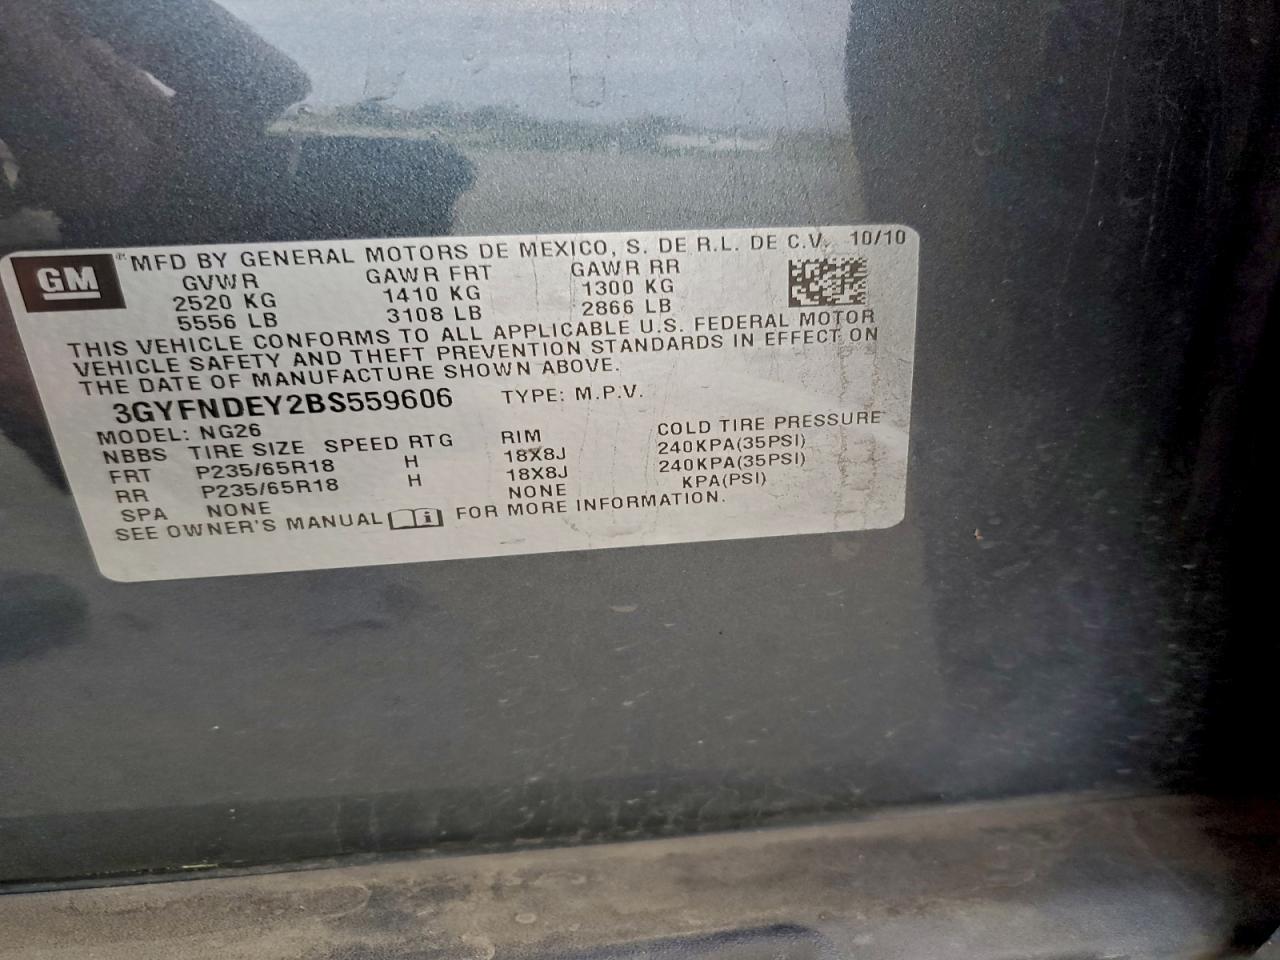 GM
MFD BY GENERAL MOTORS DE MEXICO, S. DE R.L. DE C.V. 10/10
GVWR GAWR FRT GAWR RR
2520 KG 1410 KG 1300 KG
5556 LB 3108 LB 2866 LB
THIS VEHICLE CONFORMS TO ALL APPLICABLE U.S. FEDERAL MOTOR
VEHICLE SAFETY AND THEFT PREVENTION STANDARDS IN EFFECT ON
THE DATE OF MANUFACTURE SHOWN ABOVE.
3GYFNDEY2BS559606 TYPE: M.P.V.
MODEL: NG26
NBBS TIRE SIZE SPEED RTG RIM COLD TIRE PRESSURE
FRT P235/65R18 H 18X8J 240KPA(35PSI)
RR P235/65R18 H 18X8J 240KPA(35PSI)
SPA NONE NONE KPA(PSI)
SEE OWNER'S MANUAL i FOR MORE INFORMATION.